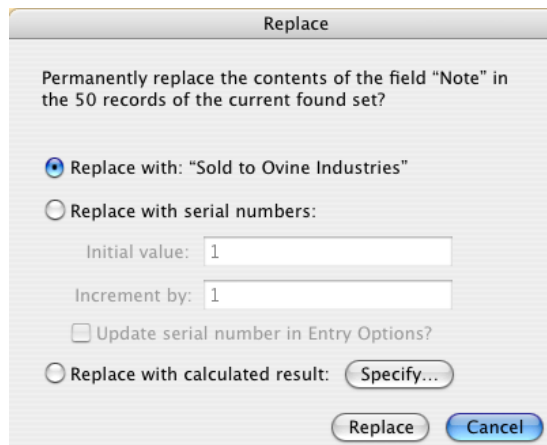 Replace
Permanently replace the contents of the field “Note” in
the 50 records of the current found set?
Replace with: “Sold to Ovine Industries”
Replace with serial numbers:
Initial value: 1
Increment by: 1
Update serial number in Entry Options?
Replace with calculated result: Specify...
Replace Cancel